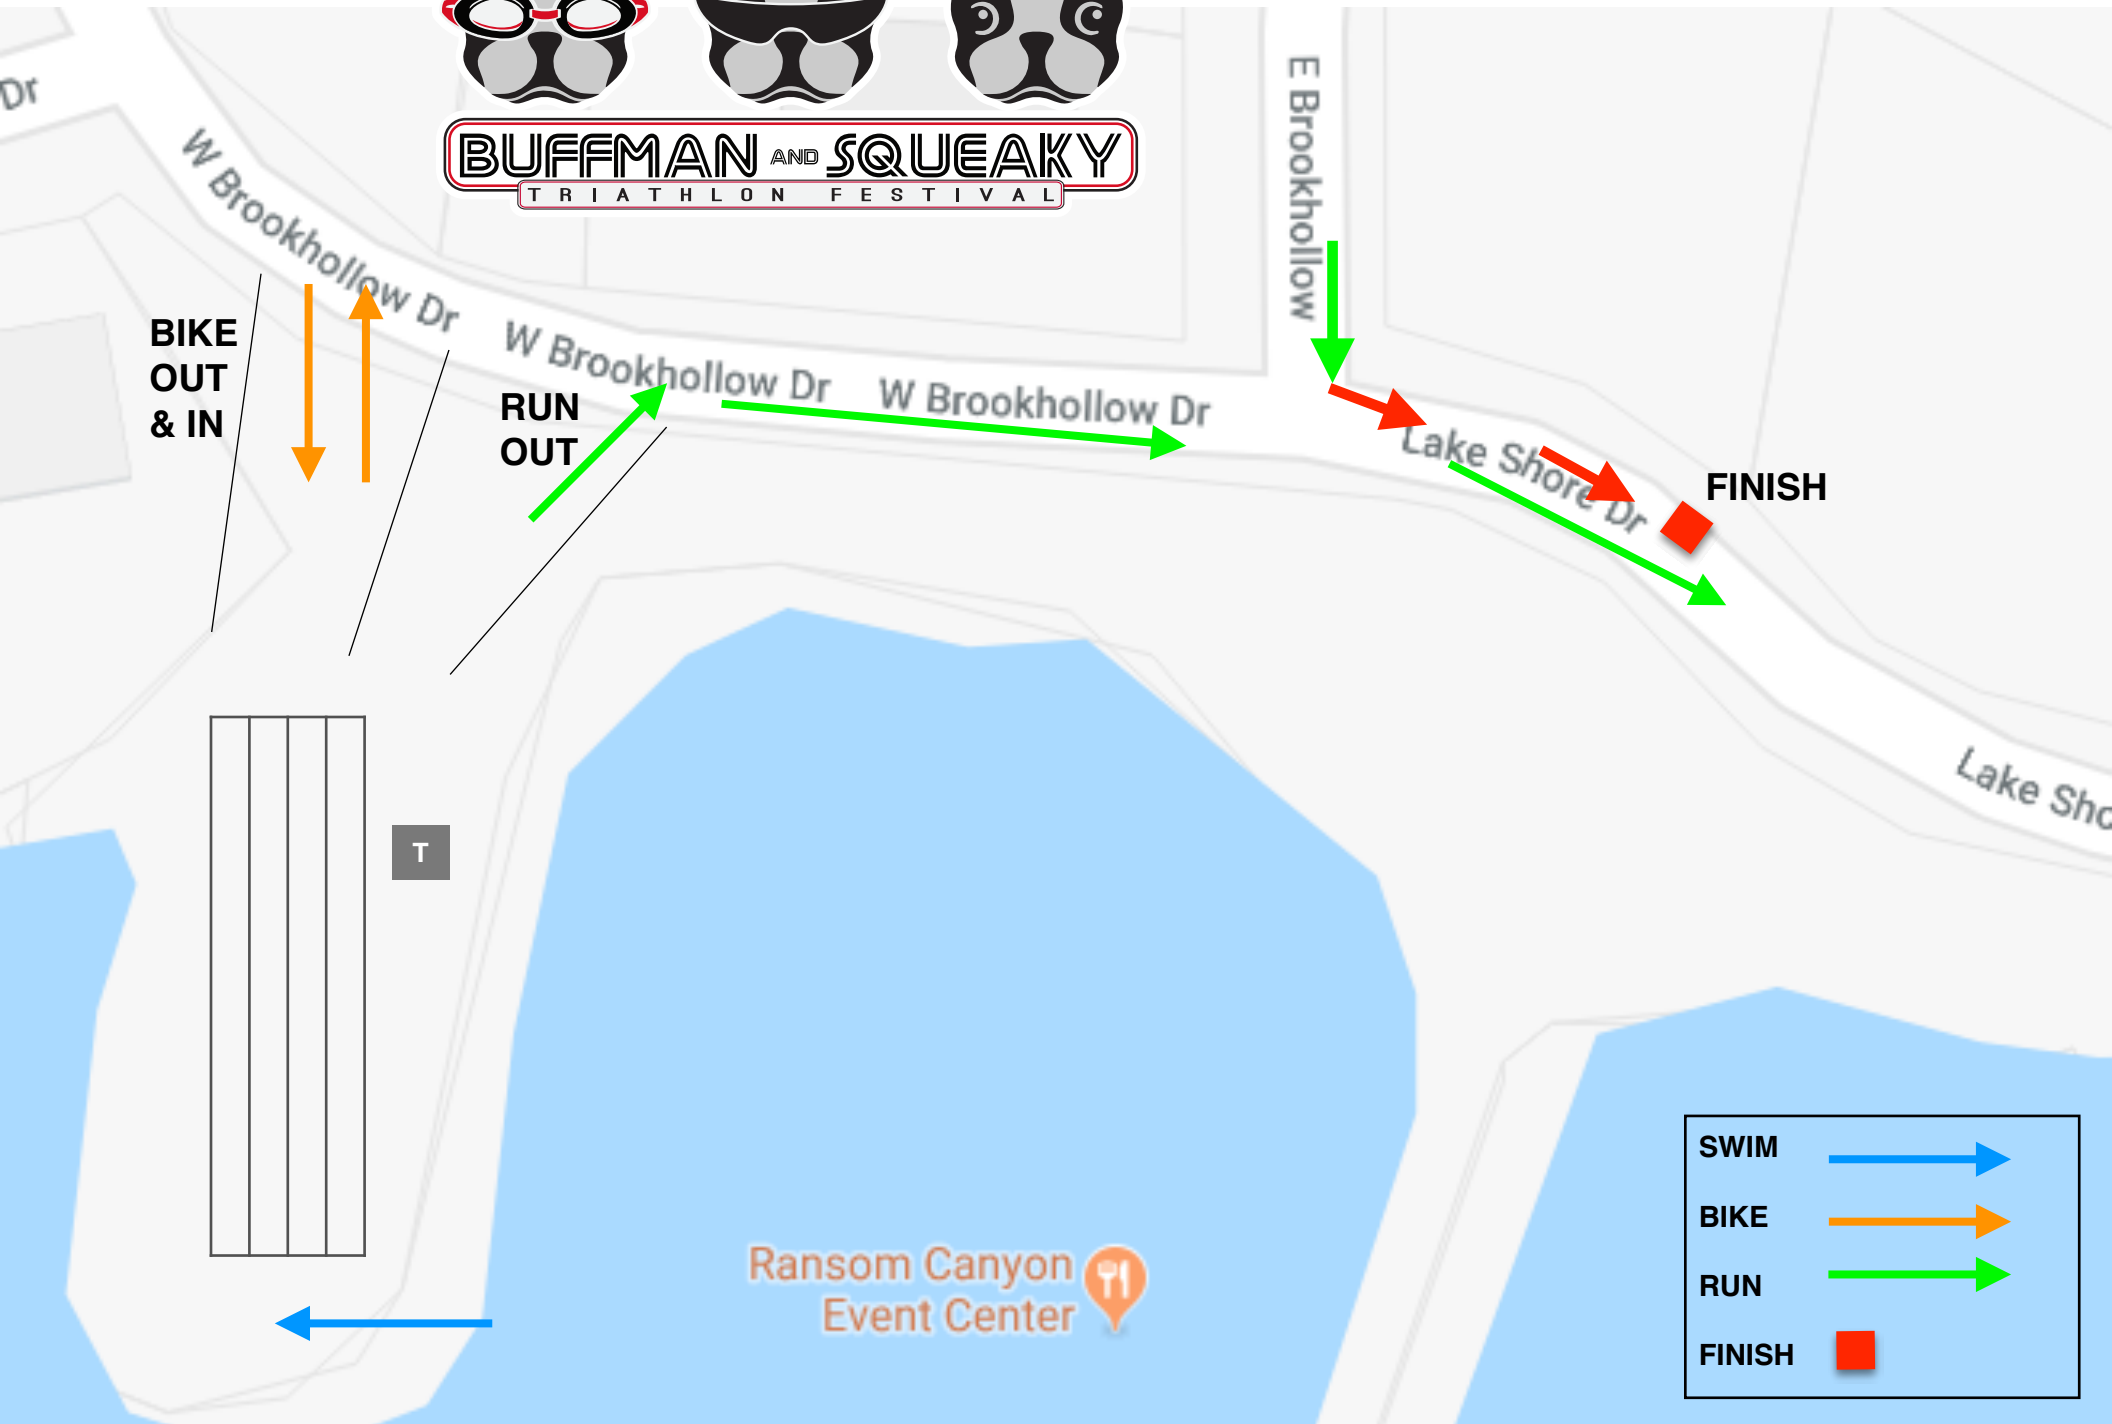 BUFFMAN AND SQUEAKY
TRIATHLON FESTIVAL
Dr
W Brookhollow Dr
W Brookhollow Dr
W Brookhollow Dr
E Brookhollow
BIKE
OUT
& IN
RUN
OUT
Lake Shore Dr
FINISH
Lake Sho
T
Ransom Canyon
Event Center
SWIM
BIKE
RUN
FINISH